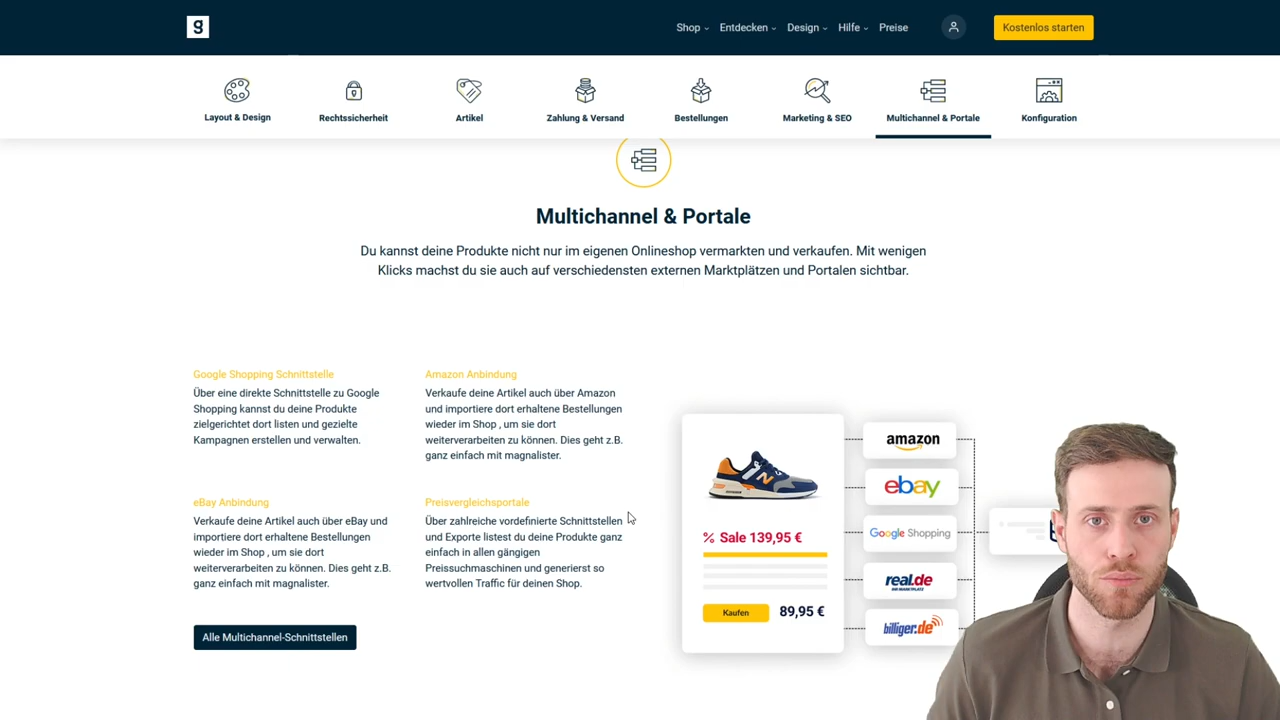 g
Shop
Entdecken
Design
Hilfe
Preise
Kostenlos starten
Layout & Design
Rechtssicherheit
Artikel
Zahlung & Versand
Bestellungen
Marketing & SEO
Multichannel & Portale
Konfiguration
Multichannel & Portale
Du kannst deine Produkte nicht nur im eigenen Onlineshop vermarkten und verkaufen. Mit wenigen
Klicks machst du sie auch auf verschiedensten externen Marktplätzen und Portalen sichtbar.
Google Shopping Schnittstelle
Über eine direkte Schnittstelle zu Google
Shopping kannst du deine Produkte
zielgerichtet dort listen und gezielte
Kampagnen erstellen und verwalten.
Amazon Anbindung
Verkaufe deine Artikel auch über Amazon
und importiere dort erhaltene Bestellungen
wieder im Shop , um sie dort
weiterverarbeiten zu können. Dies geht z.B.
ganz einfach mit magnalister.
eBay Anbindung
Verkaufe deine Artikel auch über eBay und
importiere dort erhaltene Bestellungen
wieder im Shop , um sie dort
weiterverarbeiten zu können. Dies geht z.B.
ganz einfach mit magnalister.
Preisvergleichsportale
Über zahlreiche vordefinierte Schnittstellen
und Exporte listest du deine Produkte ganz
einfach in allen gängigen
Preissuchmaschinen und generierst so
wertvollen Traffic für deinen Shop.
Alle Multichannel-Schnittstellen
N
% Sale 139,95 €
Kaufen
89,95 €
amazon
ebay
Google Shopping
real.de
IHR MARKTPLATZ
billiger.de